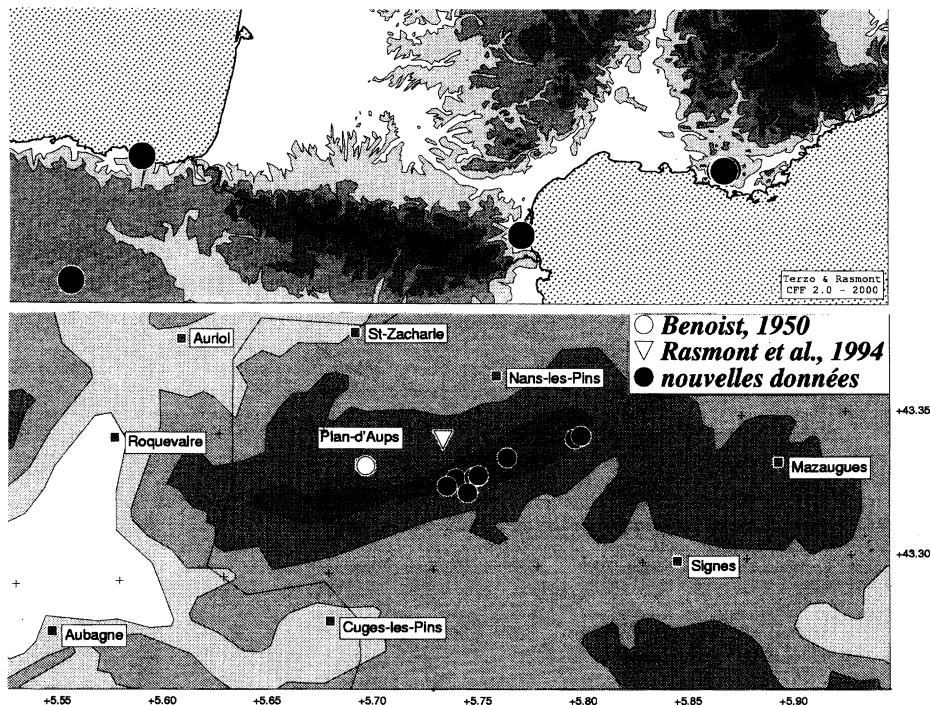 Terzo & Rasmont
CFF 2.0 - 2000
Benoist, 1950
Rasmont et al., 1994
nouvelles données
Auriol
St-Zacharie
Nans-les-Pins
+43.35
Roquevaire
Plan-d'Aups
Mazaugues
+43.30
Signes
Aubagne
Cuges-les-Pins
+5.55 +5.60 +5.65 +5.70 +5.75 +5.80 +5.85 +5.90